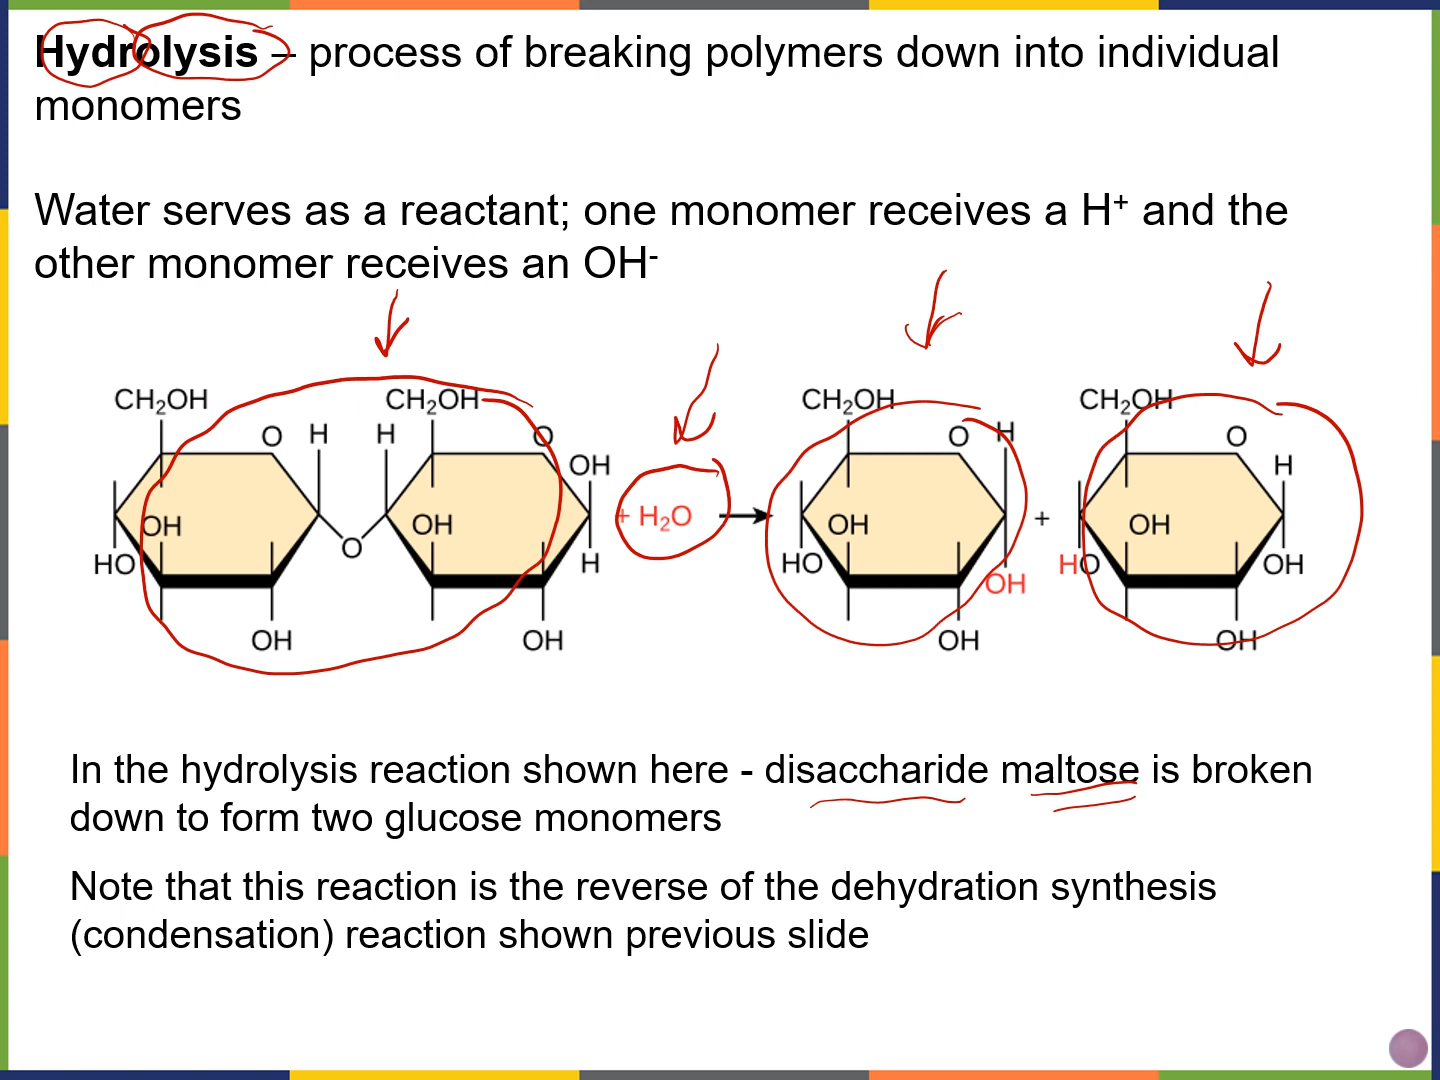 Hydrolysis – process of breaking polymers down into individual
monomers
Water serves as a reactant; one monomer receives a H⁺ and the
other monomer receives an OH⁻
CH₂OH CH₂OH CH₂OH CH₂OH
O H H O O H O
OH H
OH OH + H₂O OH + OH
O
HO H HO OH HO OH
OH OH OH OH
In the hydrolysis reaction shown here - disaccharide maltose is broken
down to form two glucose monomers
Note that this reaction is the reverse of the dehydration synthesis
(condensation) reaction shown previous slide